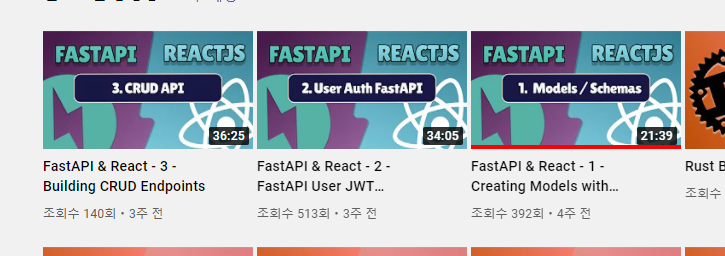 FASTAPI REACTJS
3. CRUD API
36:25
FASTAPI REACTJS
2. User Auth FastAPI
34:05
FASTAPI REACTJS
1. Models / Schemas
21:39
FastAPI & React - 3 -
Building CRUD Endpoints
조회수 140회 • 3주 전
FastAPI & React - 2 -
FastAPI User JWT...
조회수 513회 • 3주 전
FastAPI & React - 1 -
Creating Models with...
조회수 392회 • 4주 전
Rust B
조회수